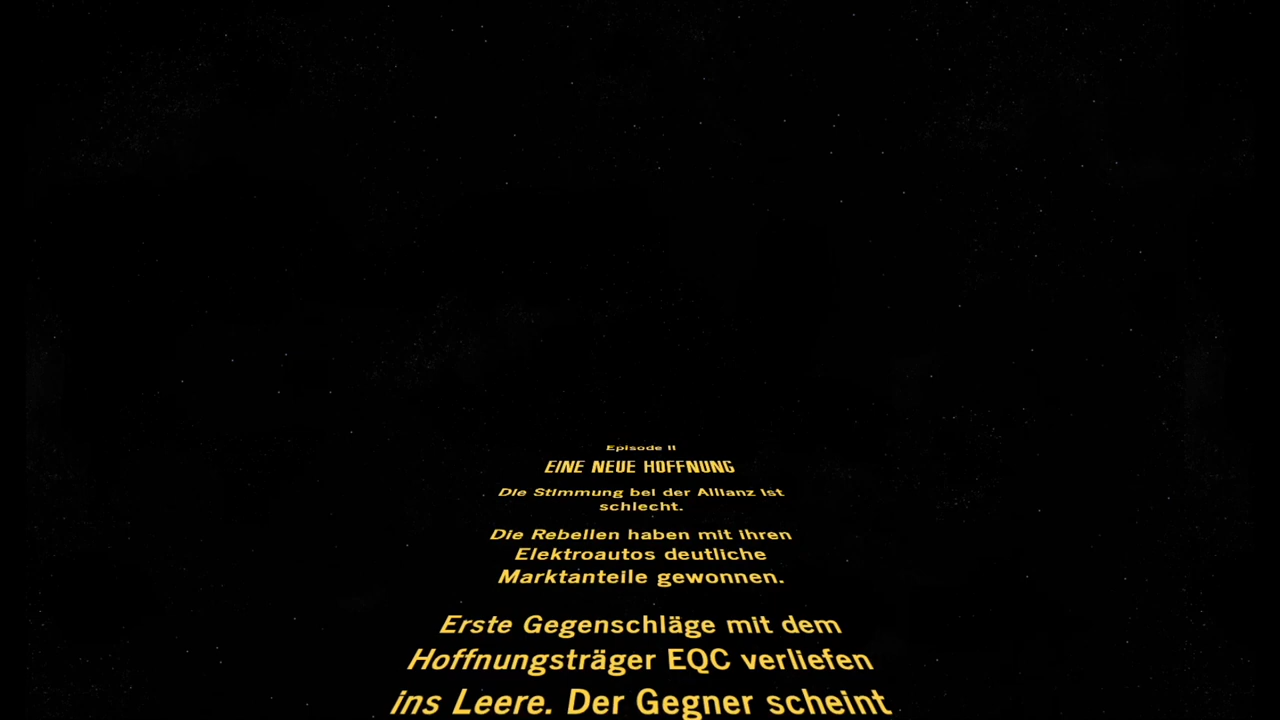 Episode II
EINE NEUE HOFFNUNG
Die Stimmung bei der Allianz ist
schlecht.
Die Rebellen haben mit ihren
Elektroautos deutliche
Marktanteile gewonnen.
Erste Gegenschläge mit dem
Hoffnungsträger EQC verliefen
ins Leere. Der Gegner scheint